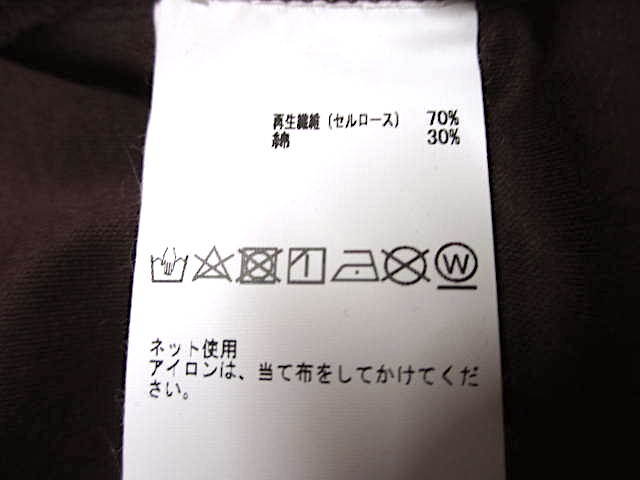 再生繊維（セルロース） 70%
綿 30%
W
ネット使用
アイロンは、当て布をしてかけてくだ
さい。